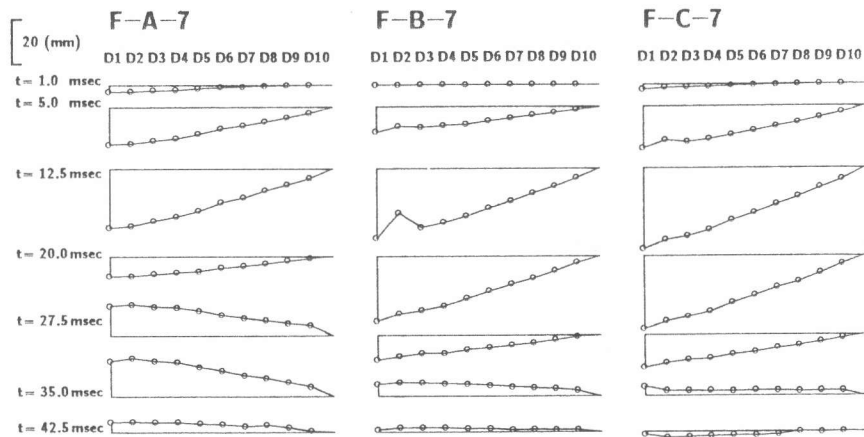 F-A-7 F-B-7 F-C-7
20 (mm)
D1 D2 D3 D4 D5 D6 D7 D8 D9 D10 D1 D2 D3 D4 D5 D6 D7 D8 D9 D10 D1 D2 D3 D4 D5 D6 D7 D8 D9 D10
t= 1.0 msec
t= 5.0 msec
t= 12.5 msec
t= 20.0 msec
t= 27.5 msec
t= 35.0 msec
t= 42.5 msec